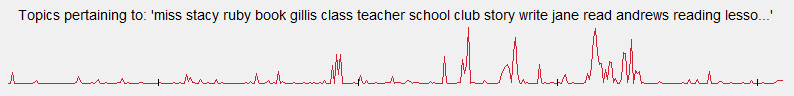 Topics pertaining to: 'miss stacy ruby book gillis class teacher school club story write jane read andrews reading lesso...'